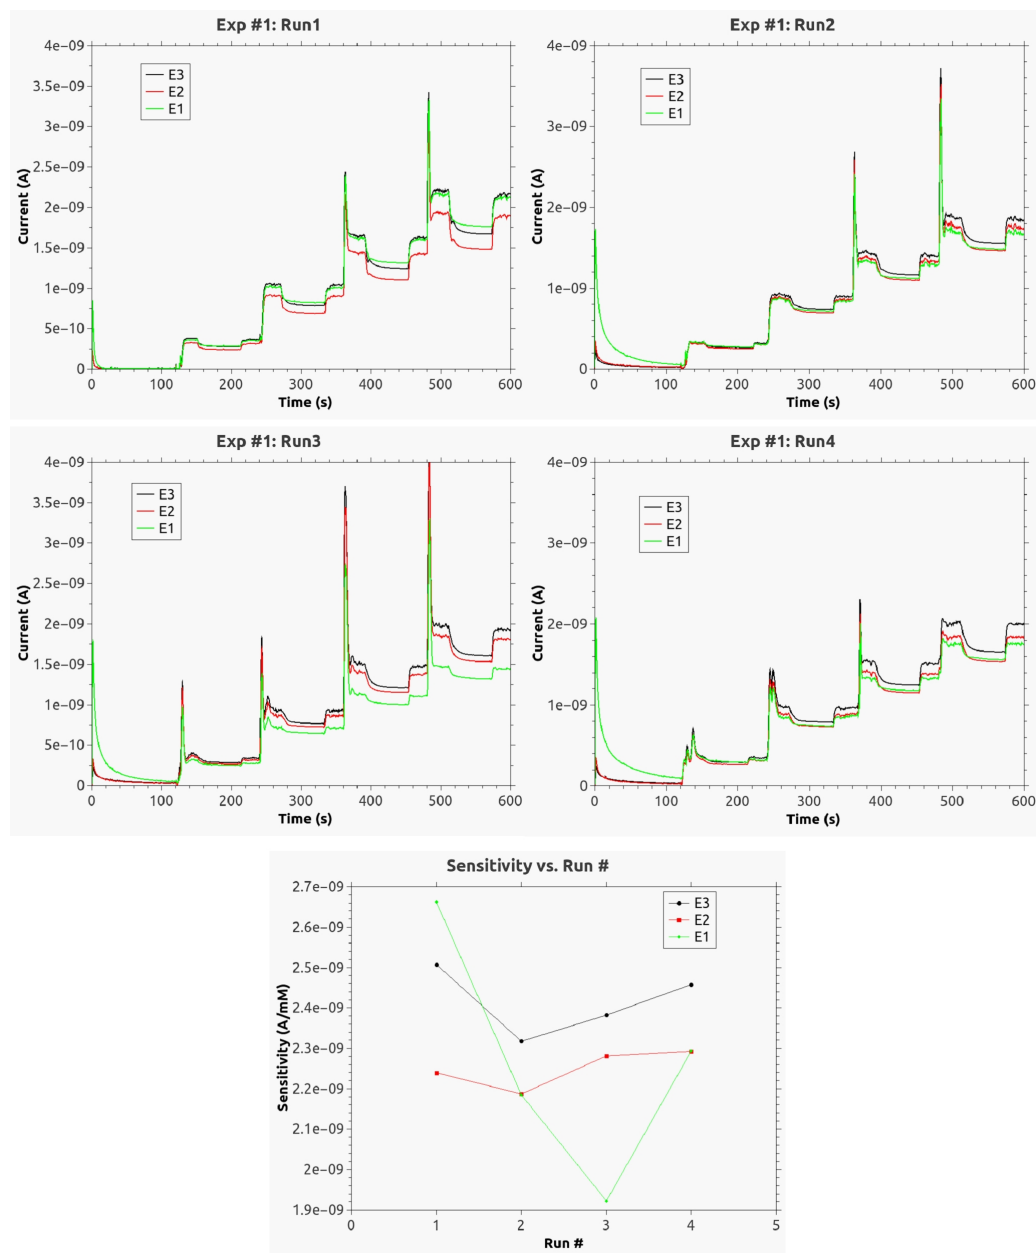 Exp #1: Run1
4e−09
3.5e−09
3e−09
2.5e−09
2e−09
1.5e−09
1e−09
5e−10
0
Current (A)
E3
E2
E1
0 100 200 300 400 500 600
Time (s)
Exp #1: Run2
4e−09
3e−09
2e−09
1e−09
0
Current (A)
E3
E2
E1
0 100 200 300 400 500 600
Time (s)
Exp #1: Run3
4e−09
3.5e−09
3e−09
2.5e−09
2e−09
1.5e−09
1e−09
5e−10
0
Current (A)
E3
E2
E1
0 100 200 300 400 500 600
Time (s)
Exp #1: Run4
4e−09
3e−09
2e−09
1e−09
0
Current (A)
E3
E2
E1
0 100 200 300 400 500 600
Time (s)
Sensitivity vs. Run #
2.7e−09
2.6e−09
2.5e−09
2.4e−09
2.3e−09
2.2e−09
2.1e−09
2e−09
1.9e−09
Sensitivity (A/mM)
E3
E2
E1
0 1 2 3 4 5
Run #